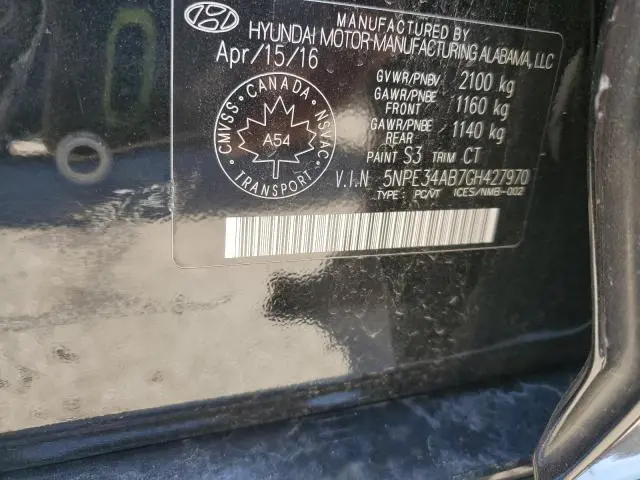 MANUFACTURED BY
HYUNDAI MOTOR MANUFACTURING ALABAMA, LLC
Apr/15/16
GVWR/PNBV 2100 kg
GAWR/PNBE FRONT 1160 kg
GAWR/PNBE REAR 1140 kg
PAINT S3 TRIM CT
V.I.N 5NPE34AB7GH427970
TYPE : PC/VT ICES/NMB-002
CANADA
CMVSS
NSVAC
A54
TRANSPORT